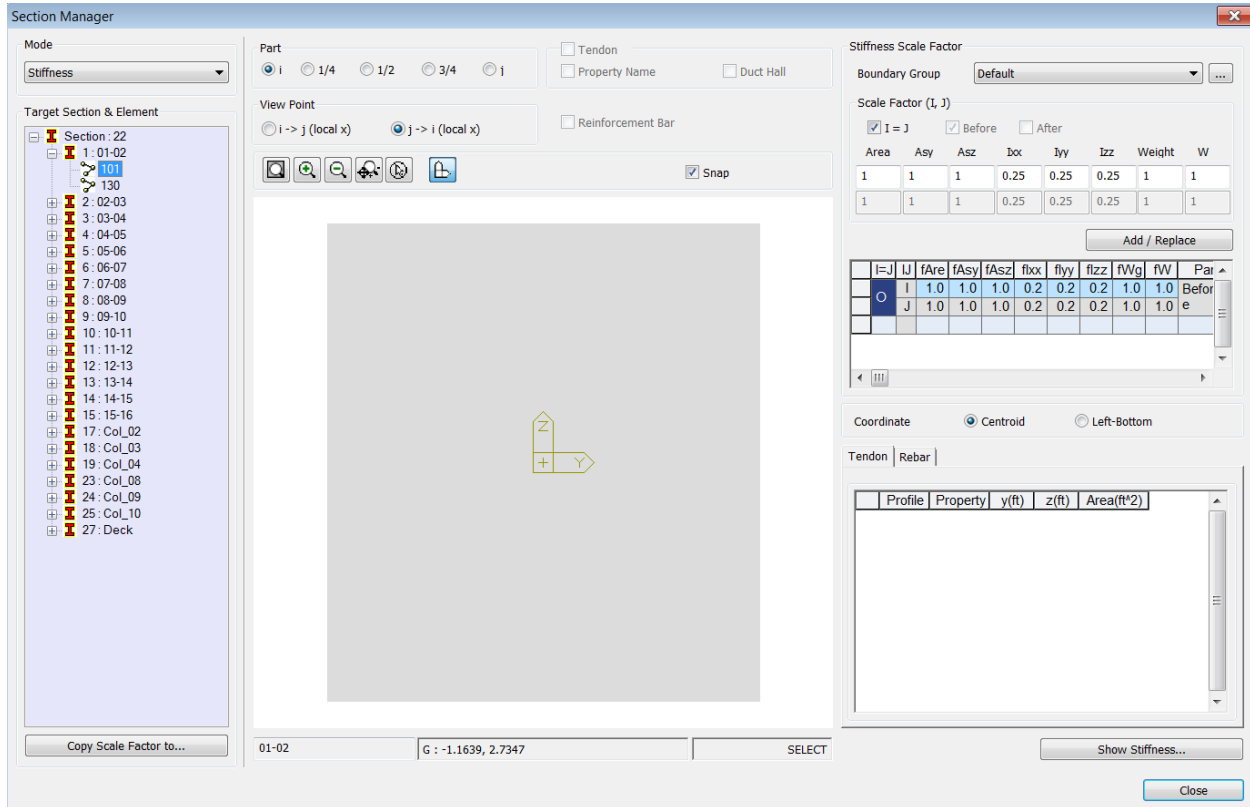 Section Manager
Mode
Stiffness
Target Section & Element
Section : 22
1 : 01-02
101
130
2 : 02-03
3 : 03-04
4 : 04-05
5 : 05-06
6 : 06-07
7 : 07-08
8 : 08-09
9 : 09-10
10 : 10-11
11 : 11-12
12 : 12-13
13 : 13-14
14 : 14-15
15 : 15-16
17 : Col_02
18 : Col_03
19 : Col_04
23 : Col_08
24 : Col_09
25 : Col_10
27 : Deck
Copy Scale Factor to...
Part
i 1/4 1/2 3/4 j
Tendon
Property Name Duct Hall
View Point
i -> j (local x) j -> i (local x)
Reinforcement Bar
Snap
Z
Y
01-02 G : -1.1639, 2.7347 SELECT
Stiffness Scale Factor
Boundary Group Default ...
Scale Factor (I, J)
I = J Before After
Area Asy Asz Ixx Iyy Izz Weight W
1 1 1 0.25 0.25 0.25 1 1
1 1 1 0.25 0.25 0.25 1 1
Add / Replace
I=J IJ fAre fAsy fAsz fIxx fIyy fIzz fWg fW Par
O I 1.0 1.0 1.0 0.2 0.2 0.2 1.0 1.0 Befor
J 1.0 1.0 1.0 0.2 0.2 0.2 1.0 1.0 e
Coordinate Centroid Left-Bottom
Tendon Rebar
Profile Property y(ft) z(ft) Area(ft^2)
Show Stiffness...
Close